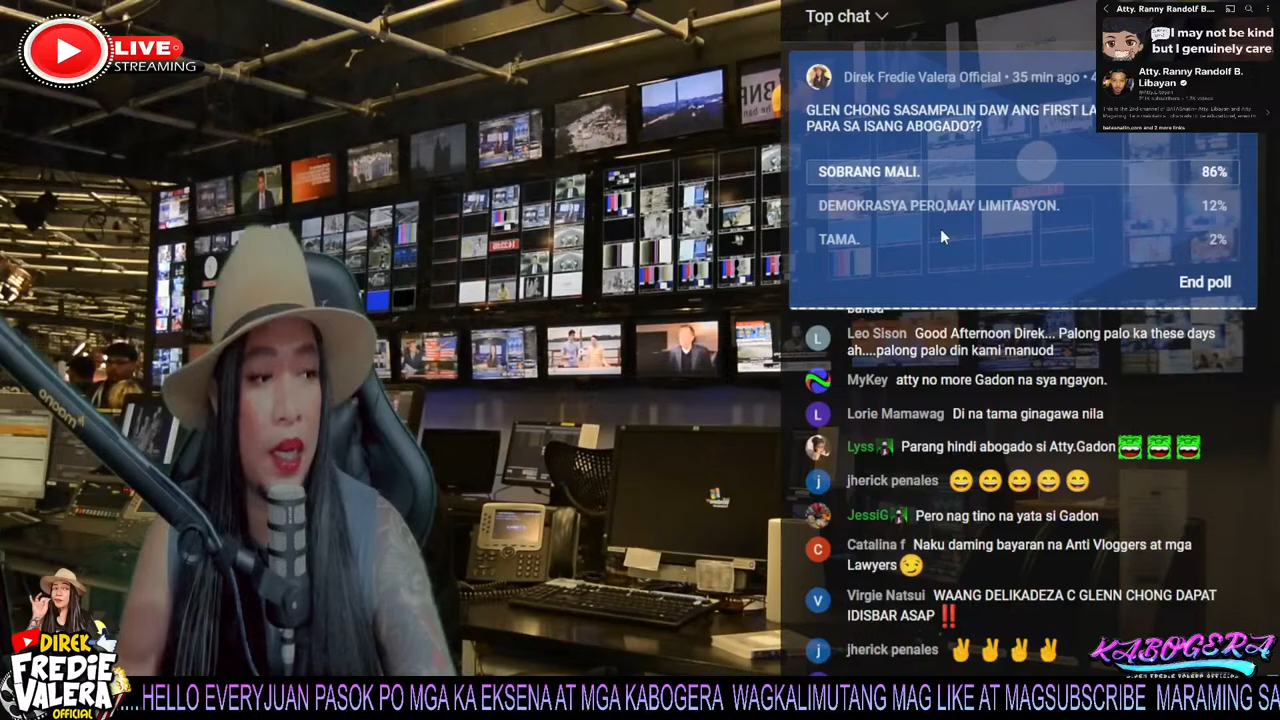 LIVE
STREAMING
Top chat
Atty. Ranny Randolf B...
I may not be kind
but I genuinely care
Atty. Ranny Randolf B.
Libayan
Direk Fredie Valera Official • 35 min ago • 4
GLEN CHONG SASAMPALIN DAW ANG FIRST LA
PARA SA ISANG ABOGADO??
SOBRANG MALI. 86%
DEMOKRASYA PERO,MAY LIMITASYON. 12%
TAMA. 2%
End poll
Leo Sison Good Afternoon Direk... Palong palo ka these days
ah....palong palo din kami manuod
MyKey atty no more Gadon na sya ngayon.
Lorie Mamawag Di na tama ginagawa nila
Lyss Parang hindi abogado si Atty.Gadon
jherick penales
JessiG Pero nag tino na yata si Gadon
Catalina f Naku daming bayaran na Anti Vloggers at mga
Lawyers
Virgie Natsui WAANG DELIKADEZA C GLENN CHONG DAPAT
IDISBAR ASAP ‼️
jherick penales
maono
DIREK
FREDIE
VALERA
OFFICIAL
KABOGERA
DIREK FREDIE VALERA OFFICIAL
....HELLO EVERYJUAN PASOK PO MGA KA EKSENA AT MGA KABOGERA WAGKALIMUTANG MAG LIKE AT MAGSUBSCRIBE MARAMING SA